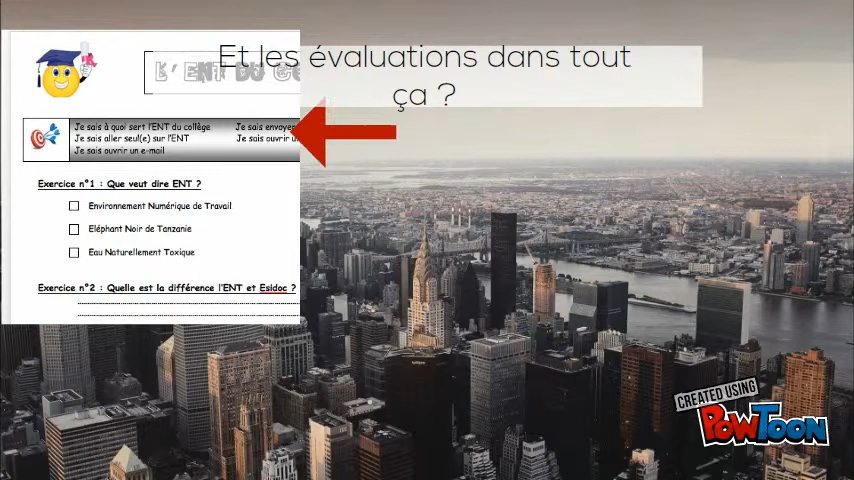 Et les évaluations dans tout
ça ?
L'ENT DU
Je sais à quoi sert l'ENT du collège
Je sais envoyer
Je sais aller seul(e) sur l'ENT
Je sais ouvrir
Je sais ouvrir un e-mail
Exercice n°1 : Que veut dire ENT ?
Environnement Numérique de Travail
Eléphant Noir de Tanzanie
Eau Naturellement Toxique
Exercice n°2 : Quelle est la différence l'ENT et Esidoc ?
CREATED USING
POWTOON